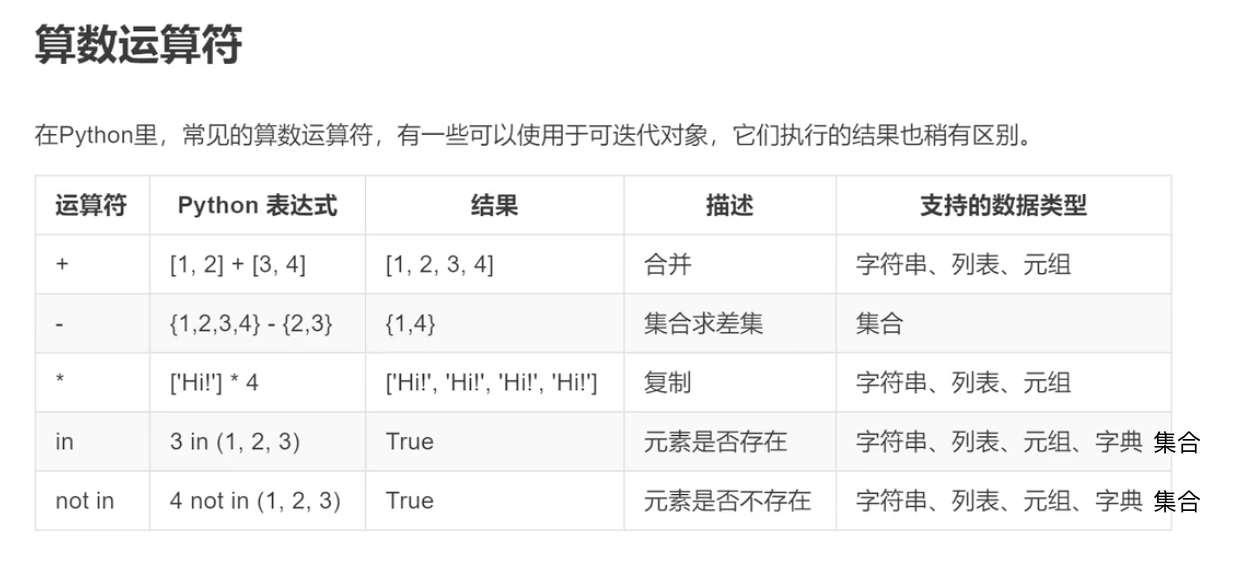 算数运算符
在Python里，常见的算数运算符，有一些可以使用于可迭代对象，它们执行的结果也稍有区别。
运算符 Python 表达式 结果 描述 支持的数据类型
+ [1, 2] + [3, 4] [1, 2, 3, 4] 合并 字符串、列表、元组
- {1,2,3,4} - {2,3} {1,4} 集合求差集 集合
* ['Hi!'] * 4 ['Hi!', 'Hi!', 'Hi!', 'Hi!'] 复制 字符串、列表、元组
in 3 in (1, 2, 3) True 元素是否存在 字符串、列表、元组、字典 集合
not in 4 not in (1, 2, 3) True 元素是否不存在 字符串、列表、元组、字典 集合